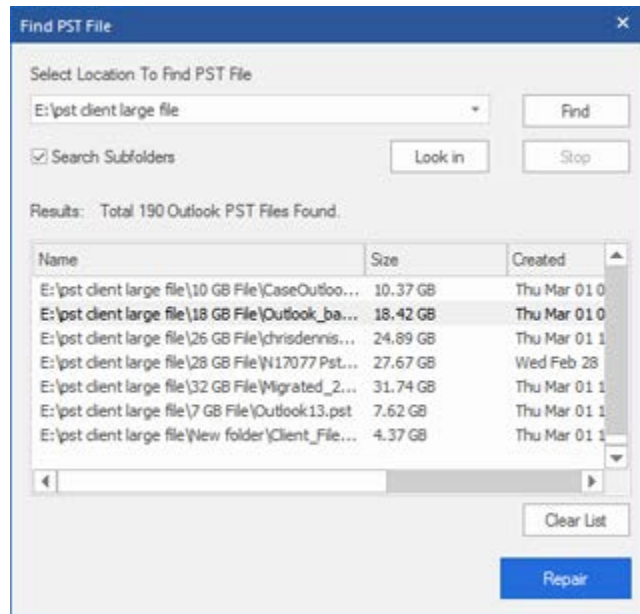 Find PST File
Select Location To Find PST File
E:\pst client large file
Find
Search Subfolders
Look in
Stop
Results: Total 190 Outlook PST Files Found.
Name Size Created
E:\pst client large file\10 GB File\CaseOutloo... 10.37 GB Thu Mar 01 0
E:\pst client large file\18 GB File\Outlook_ba... 18.42 GB Thu Mar 01 0
E:\pst client large file\26 GB File\chrisdennis... 24.89 GB Thu Mar 01 1
E:\pst client large file\28 GB File\N17077 Pst... 27.67 GB Wed Feb 28
E:\pst client large file\32 GB File\Migrated_2... 31.74 GB Thu Mar 01 1
E:\pst client large file\7 GB File\Outlook13.pst 7.62 GB Thu Mar 01 1
E:\pst client large file\New folder\Client_File... 4.37 GB Thu Mar 01 1
Clear List
Repair